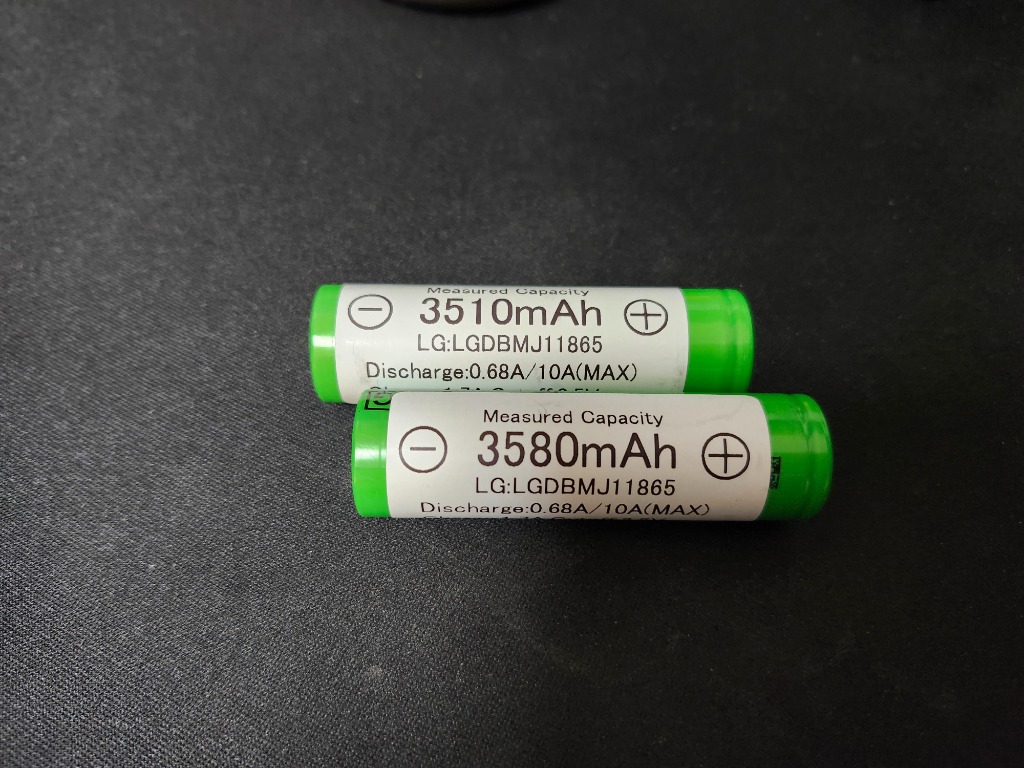 Measured Capacity
⊖ 3510mAh ⊕
LG:LGDBMJ11865
Discharge:0.68A/10A(MAX)
Measured Capacity
⊖ 3580mAh ⊕
LG:LGDBMJ11865
Discharge:0.68A/10A(MAX)